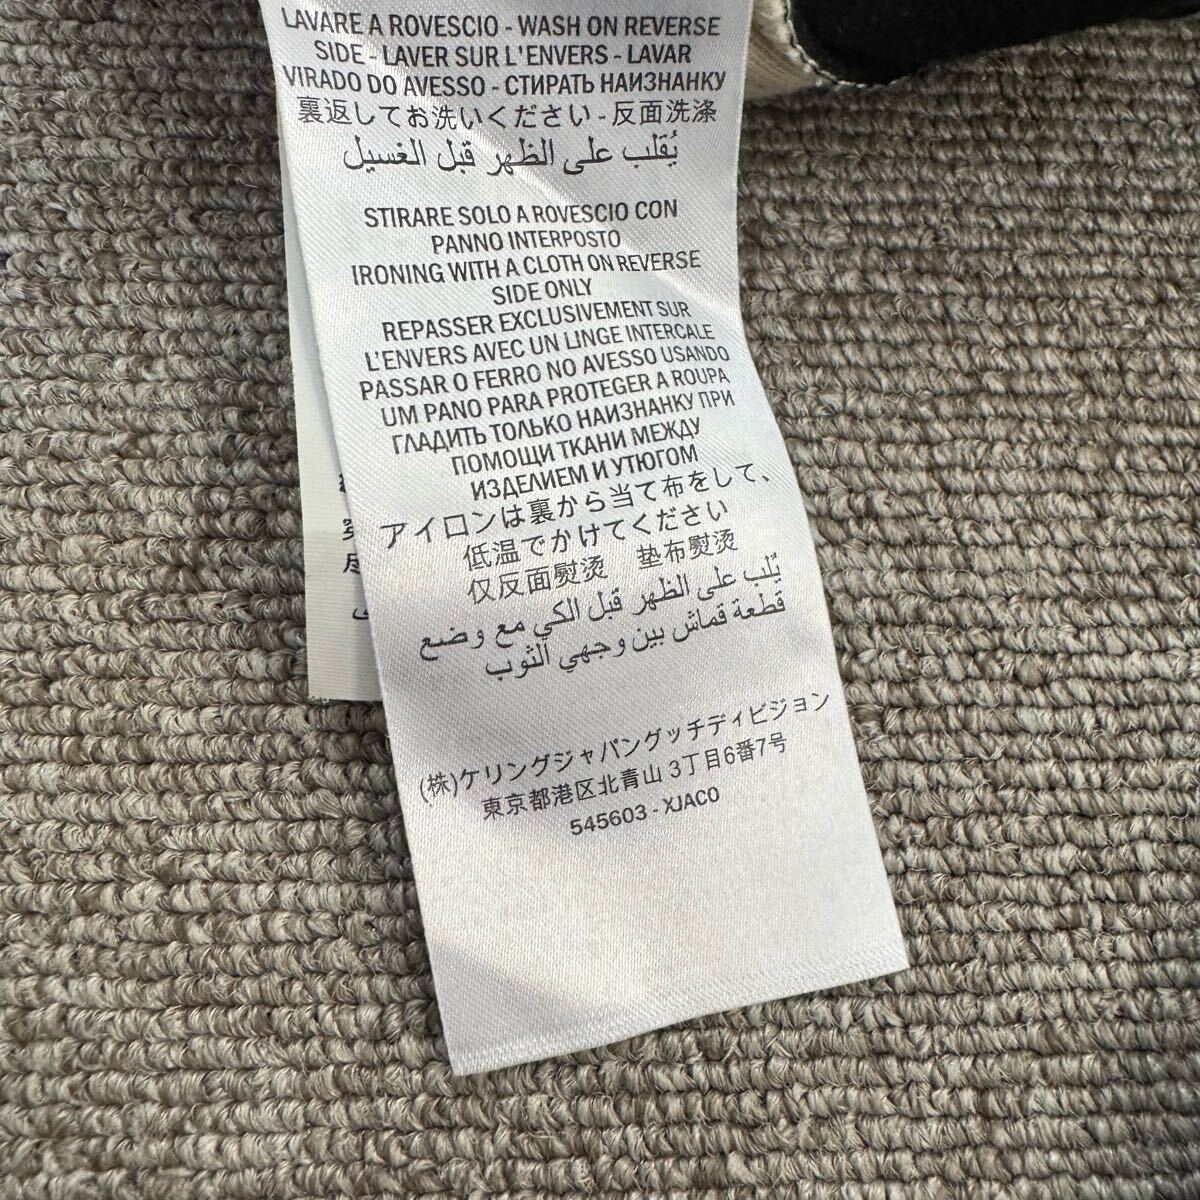 LAVARE A ROVESCIO - WASH ON REVERSE
SIDE - LAVER SUR L'ENVERS - LAVAR
VIRADO DO AVESSO - СТИРАТЬ НАИЗНАНКУ
裏返してお洗いください - 反面洗涤
يُقلب على الظهر قبل الغسيل
STIRARE SOLO A ROVESCIO CON
PANNO INTERPOSTO
IRONING WITH A CLOTH ON REVERSE
SIDE ONLY
REPASSER EXCLUSIVEMENT SUR
L'ENVERS AVEC UN LINGE INTERCALE
PASSAR O FERRO NO AVESSO USANDO
UM PANO PARA PROTEGER A ROUPA
ГЛАДИТЬ ТОЛЬКО НАИЗНАНКУ ПРИ
ПОМОЩИ ТКАНИ МЕЖДУ
ИЗДЕЛИЕМ И УТЮГОМ
アイロンは裏から当て布をして、
低温でかけてください
仅反面熨烫 垫布熨烫
يُلب على الظهر قبل الكي مع وضع
قطعة قماش بين وجهي الثوب
(株)ケリングジャパングッチディビジョン
東京都港区北青山 3丁目6番7号
545603 - XJACO